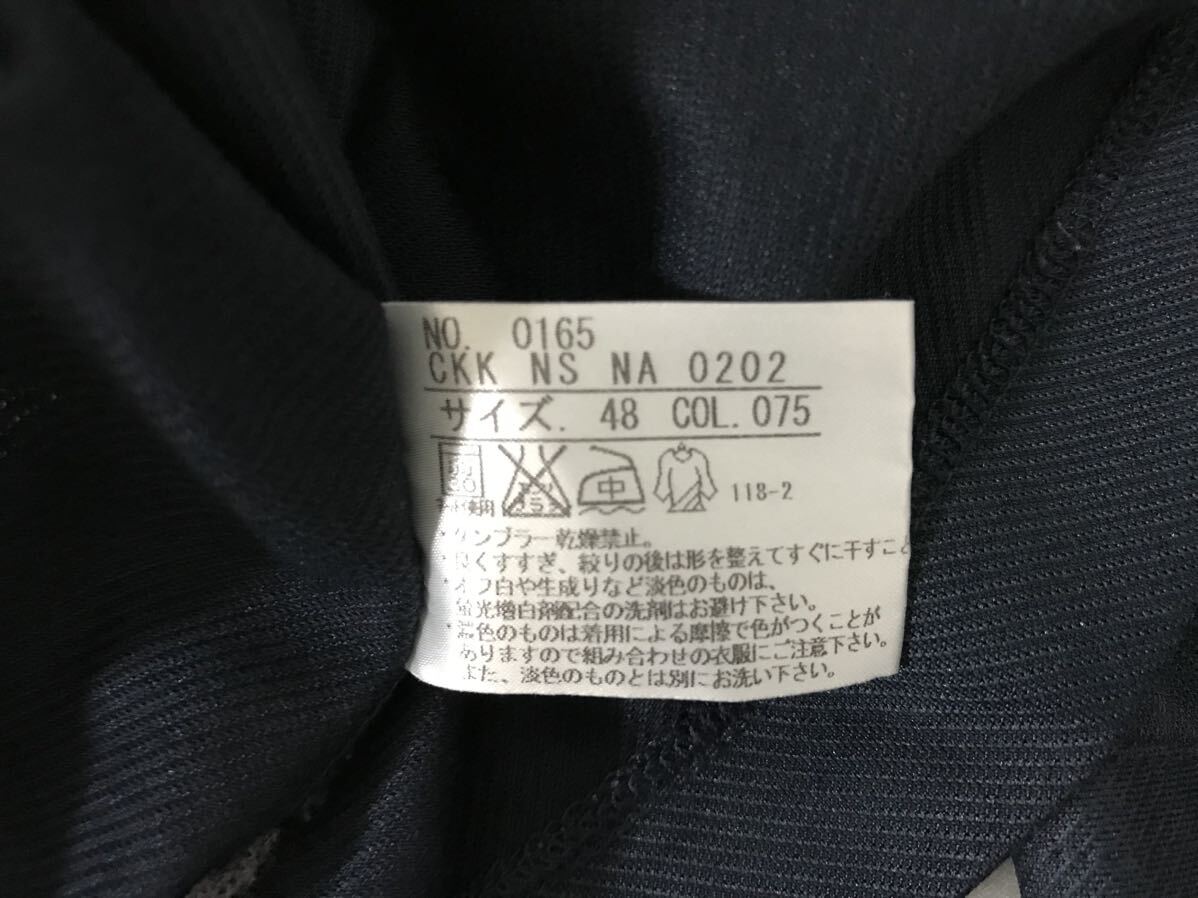 NO. 0165
CKK NS NA 0202
サイズ. 48 COL. 075
中
118-2
タンブラー乾燥禁止。
良くすすぎ、絞りの後は形を整えてすぐに干すこと
・オフ白や生成りなど淡色のものは、
蛍光増白剤配合の洗剤はお避け下さい。
色のものは着用による摩擦で色がつくことが
ありますので組み合わせの衣服にご注意下さい。
また、淡色のものとは別にお洗い下さい。